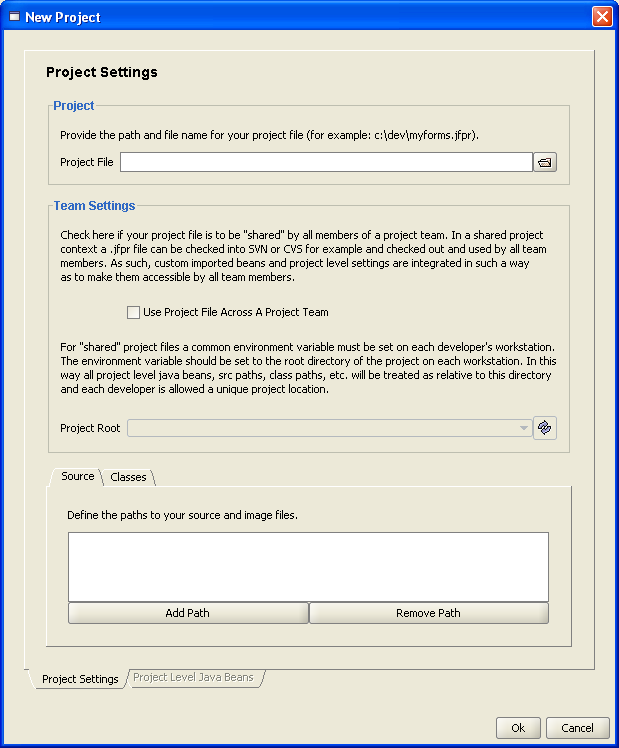 New Project
Project Settings
Project
Provide the path and file name for your project file (for example: c:\dev\myforms.jfpr).
Project File
Team Settings
Check here if your project file is to be "shared" by all members of a project team. In a shared project
context a .jfpr file can be checked into SVN or CVS for example and checked out and used by all team
members. As such, custom imported beans and project level settings are integrated in such a way
as to make them accessible by all team members.
Use Project File Across A Project Team
For "shared" project files a common environment variable must be set on each developer's workstation.
The environment variable should be set to the root directory of the project on each workstation. In this
way all project level java beans, src paths, class paths, etc. will be treated as relative to this directory
and each developer is allowed a unique project location.
Project Root
Source Classes
Define the paths to your source and image files.
Add Path Remove Path
Project Settings Project Level Java Beans
Ok Cancel